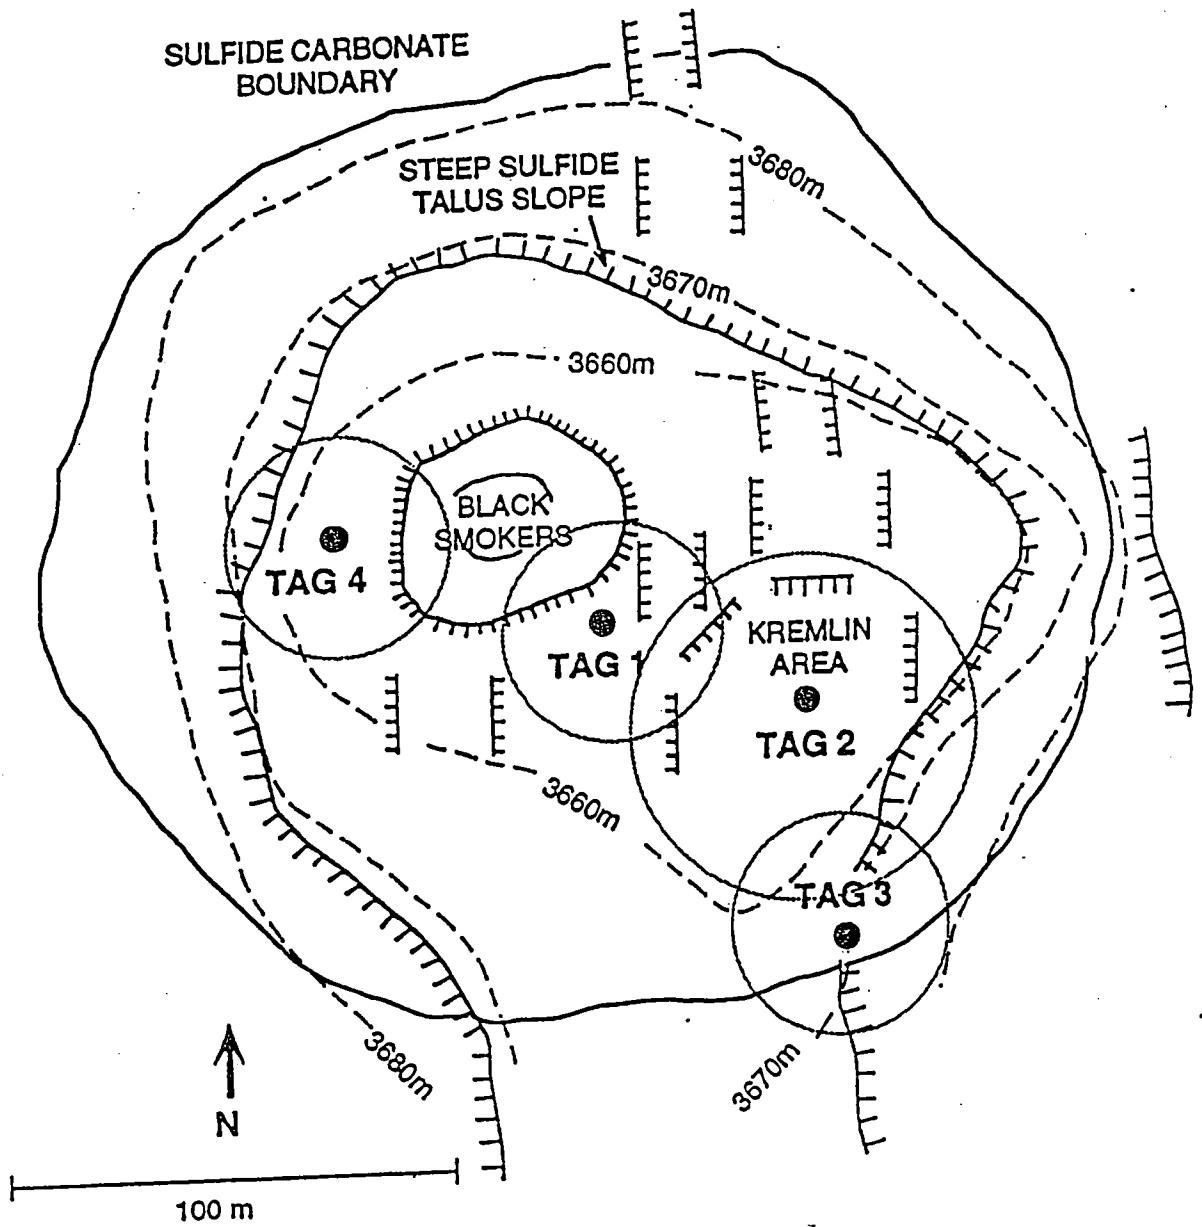 SULFIDE CARBONATE
BOUNDARY
STEEP SULFIDE
TALUS SLOPE
3680m
3670m
3660m
BLACK
SMOKERS
TAG 4
TAG 1
KREMLIN
AREA
TAG 2
3660m
TAG 3
3680m
3670m
N
100 m